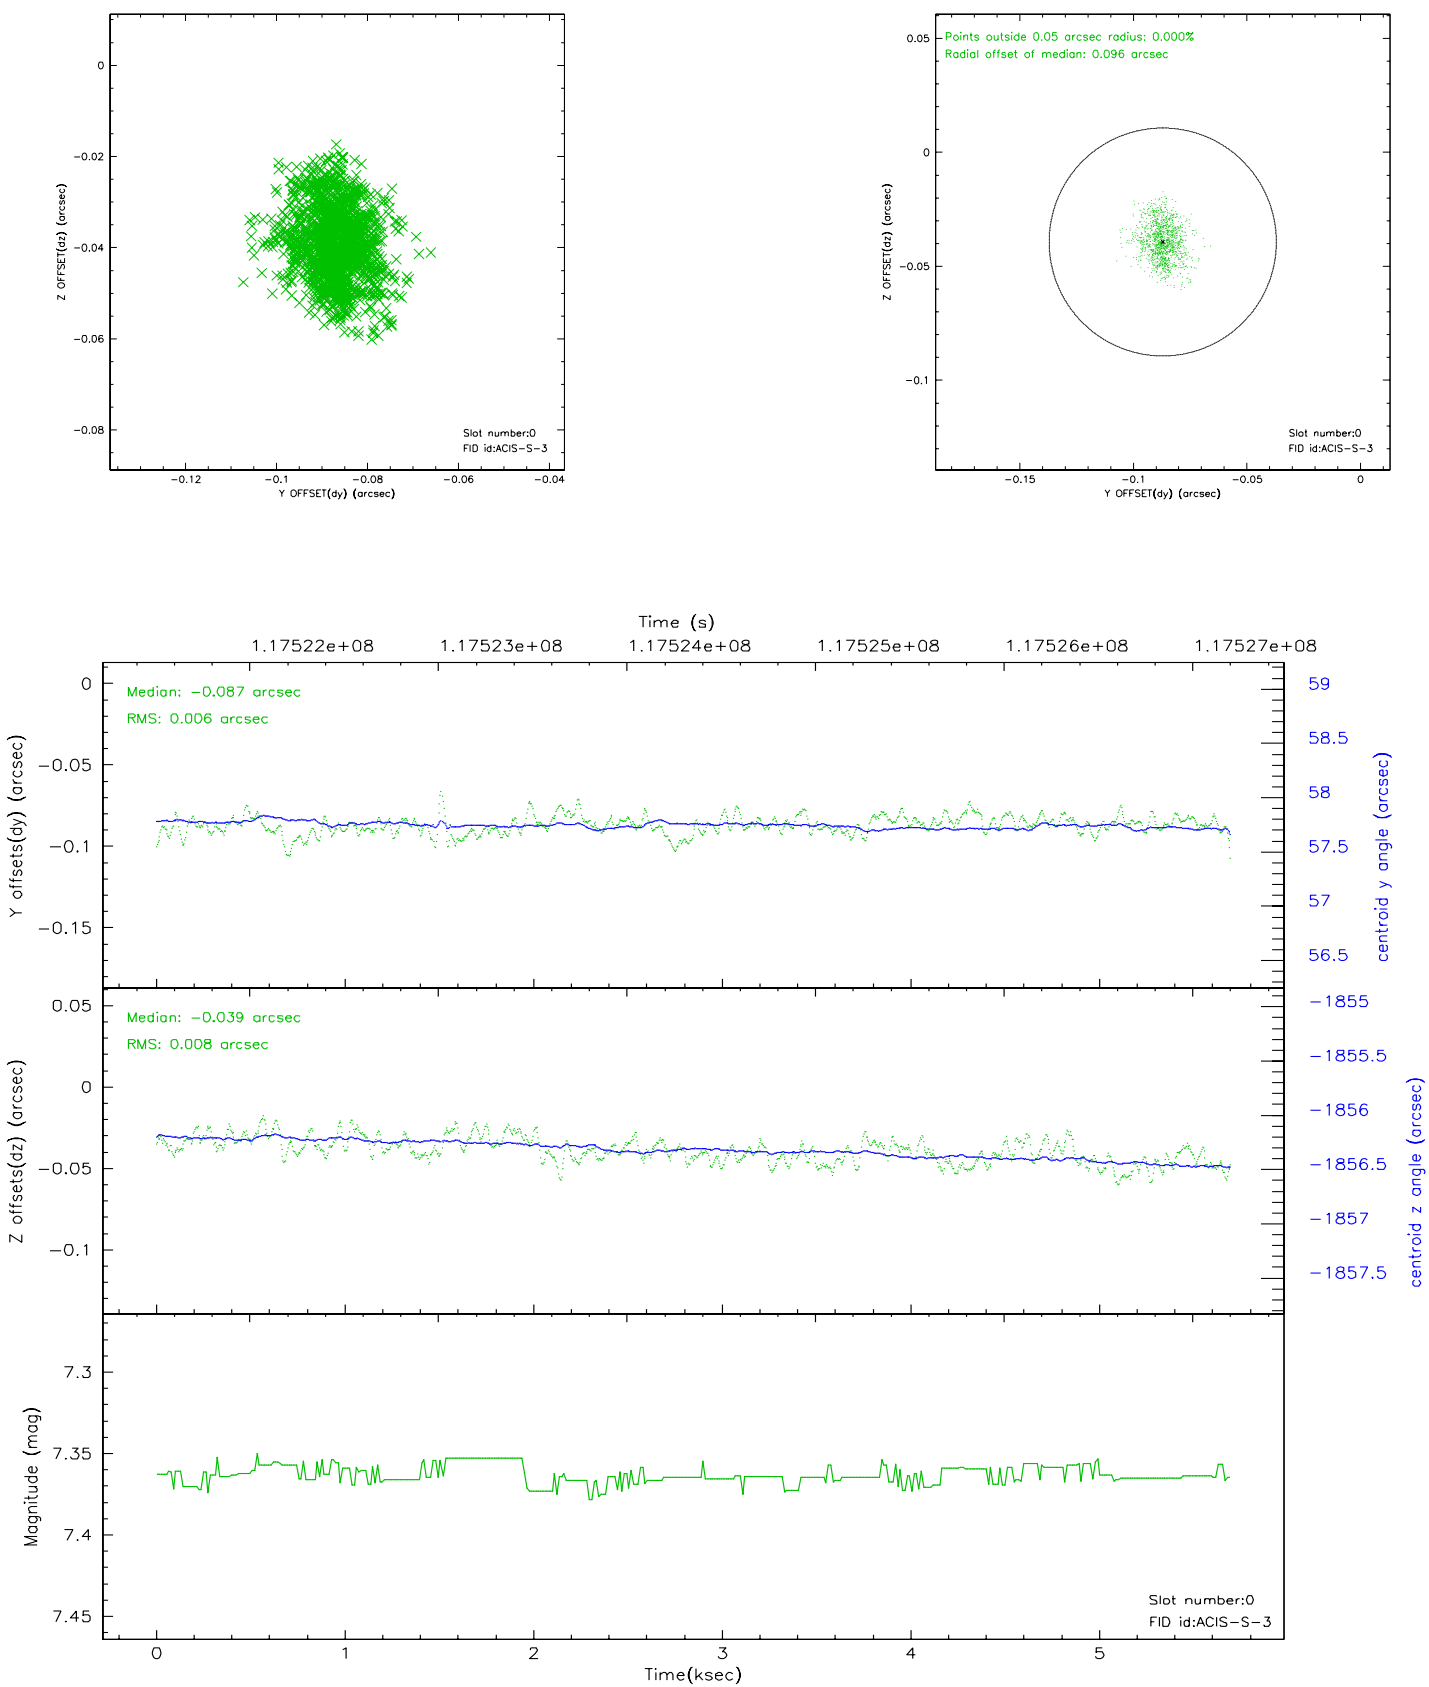 0
−0.02
−0.04
−0.06
−0.08
Z OFFSET(dz) (arcsec)
Slot number:0
FID id:ACIS−S−3
−0.12 −0.1 −0.08 −0.06 −0.04
Y OFFSET(dy) (arcsec)
Points outside 0.05 arcsec radius: 0.000%
Radial offset of median: 0.096 arcsec
0.05
0
−0.05
−0.1
Z OFFSET(dz) (arcsec)
Slot number:0
FID id:ACIS−S−3
−0.15 −0.1 −0.05 0
Y OFFSET(dy) (arcsec)
Time (s)
1.17522e+08 1.17523e+08 1.17524e+08 1.17525e+08 1.17526e+08 1.17527e+08
Median: −0.087 arcsec
RMS: 0.006 arcsec
0
−0.05
−0.1
−0.15
Y offsets(dy) (arcsec)
59
58.5
58
57.5
57
56.5
centroid y angle (arcsec)
Median: −0.039 arcsec
RMS: 0.008 arcsec
0.05
0
−0.05
−0.1
Z offsets(dz) (arcsec)
−1855
−1855.5
−1856
−1856.5
−1857
−1857.5
centroid z angle (arcsec)
7.3
7.35
7.4
7.45
Magnitude (mag)
Slot number:0
FID id:ACIS−S−3
0 1 2 3 4 5
Time(ksec)